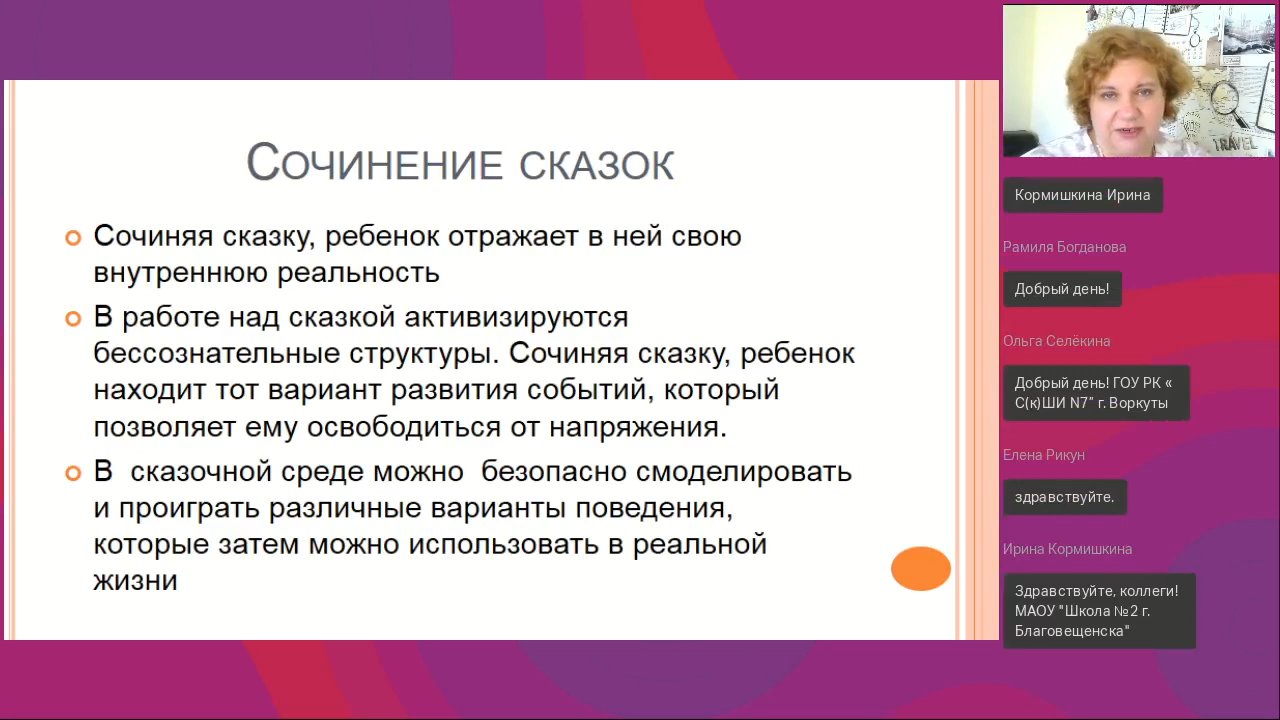 Сочинение сказок
Сочиняя сказку, ребенок отражает в ней свою
внутреннюю реальность
В работе над сказкой активизируются
бессознательные структуры. Сочиняя сказку, ребенок
находит тот вариант развития событий, который
позволяет ему освободиться от напряжения.
В  сказочной среде можно  безопасно смоделировать
и проиграть различные варианты поведения,
которые затем можно использовать в реальной
жизни
TRAVEL
Кормишкина Ирина
Рамиля Богданова
Добрый день!
Ольга Селёкина
Добрый день! ГОУ РК «
С(к)ШИ N7" г. Воркуты
Елена Рикун
здравствуйте.
Ирина Кормишкина
Здравствуйте, коллеги!
МАОУ "Школа №2 г.
Благовещенска"